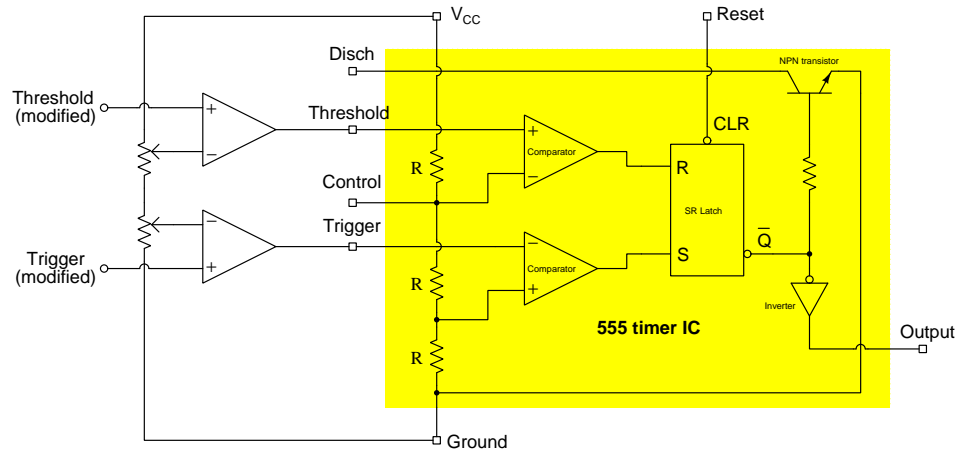 V_CC
Reset
Disch
NPN transistor
Threshold
(modified)
+
−
Threshold
+
Comparator
−
CLR
R
R
SR Latch
Control
Trigger
−
+
Trigger
(modified)
−
Comparator
+
S
Q̅
R
Inverter
555 timer IC
Output
R
Ground